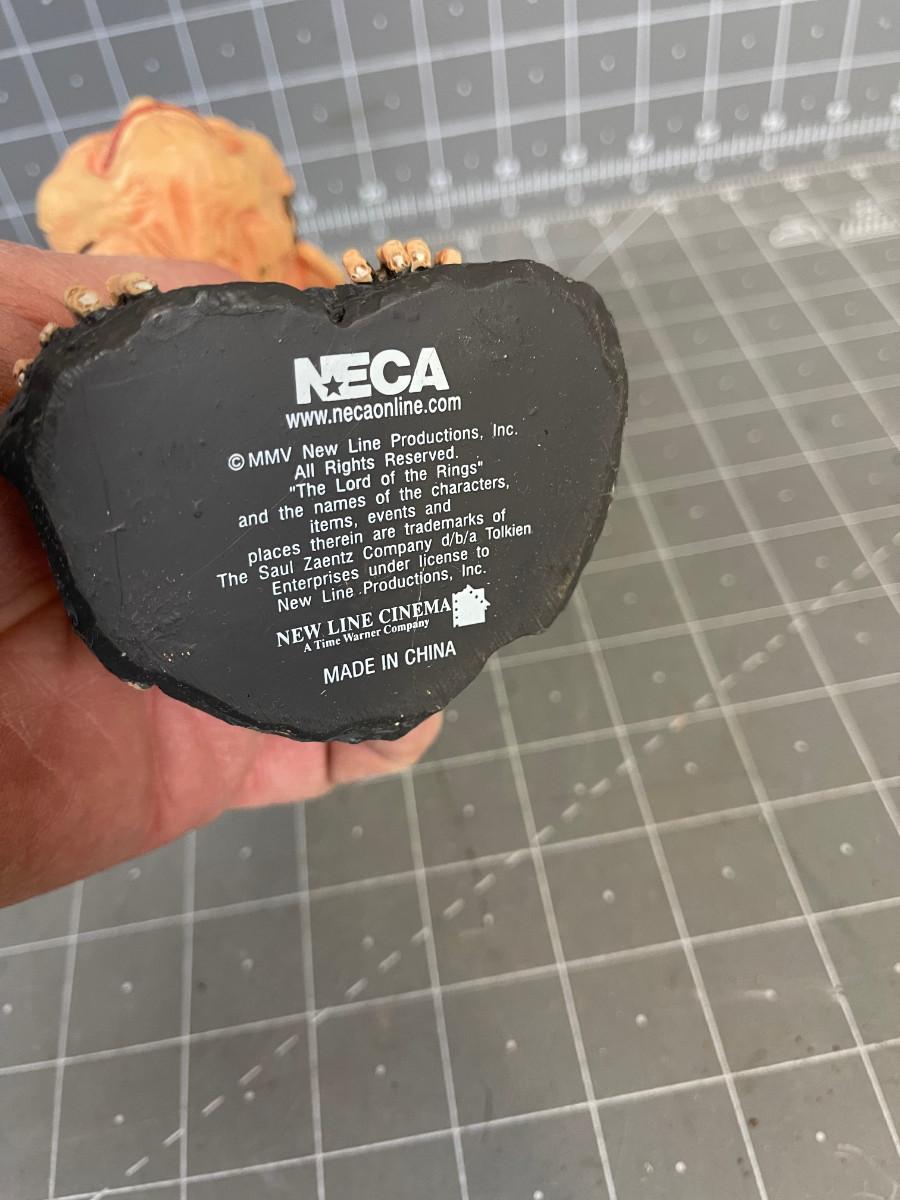 NECA
www.necaonline.com
©MMV New Line Productions, Inc.
All Rights Reserved.
"The Lord of the Rings"
and the names of the characters,
items, events and
places therein are trademarks of
The Saul Zaentz Company d/b/a Tolkien
Enterprises under license to
New Line Productions, Inc.
NEW LINE CINEMA
A Time Warner Company
MADE IN CHINA